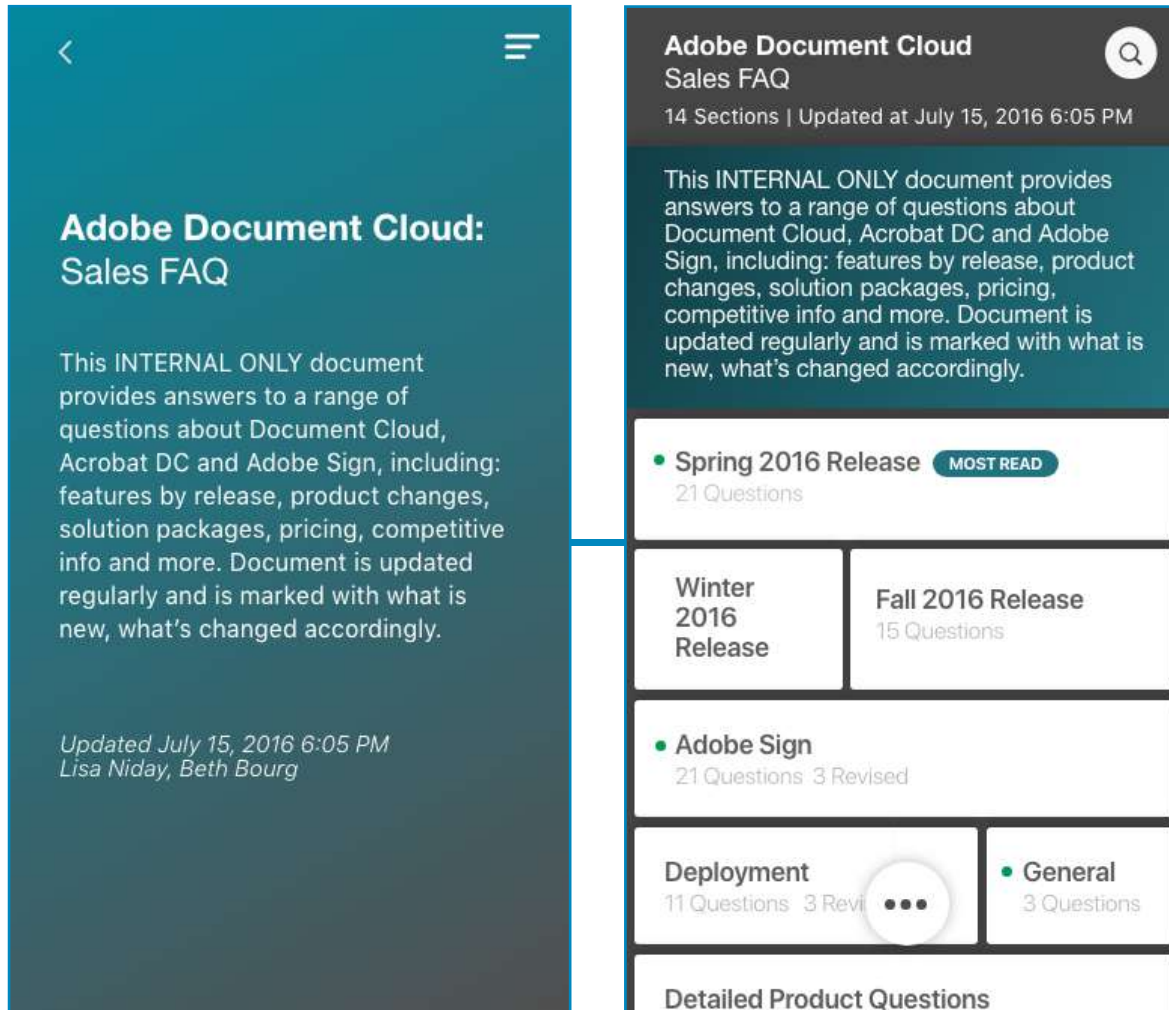 Adobe Document Cloud:
Sales FAQ
This INTERNAL ONLY document
provides answers to a range of
questions about Document Cloud,
Acrobat DC and Adobe Sign, including:
features by release, product changes,
solution packages, pricing, competitive
info and more. Document is updated
regularly and is marked with what is
new, what's changed accordingly.
Updated July 15, 2016 6:05 PM
Lisa Niday, Beth Bourg
Adobe Document Cloud
Sales FAQ
14 Sections | Updated at July 15, 2016 6:05 PM
This INTERNAL ONLY document provides
answers to a range of questions about
Document Cloud, Acrobat DC and Adobe
Sign, including: features by release, product
changes, solution packages, pricing,
competitive info and more. Document is
updated regularly and is marked with what is
new, what's changed accordingly.
Spring 2016 Release MOST READ
21 Questions
Winter
2016
Release
Fall 2016 Release
15 Questions
Adobe Sign
21 Questions 3 Revised
Deployment
11 Questions 3 Revi
General
3 Questions
Detailed Product Questions